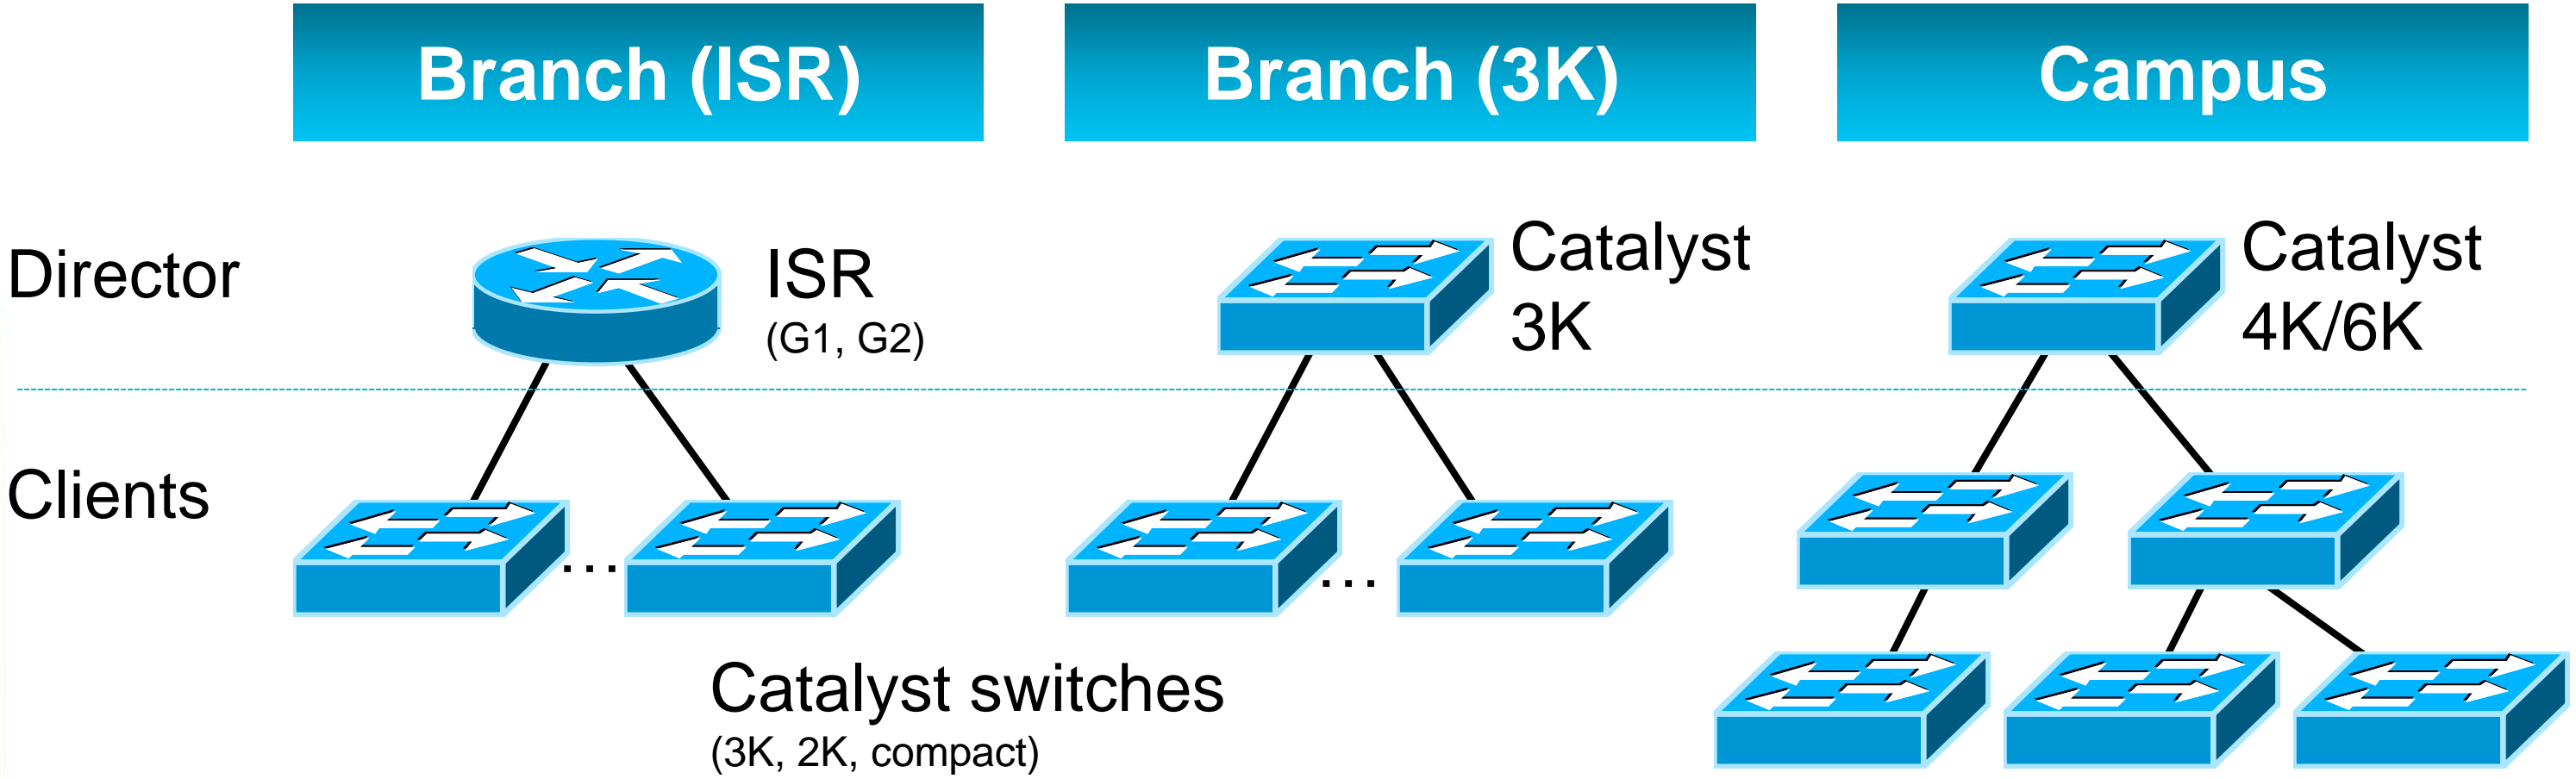 Branch (ISR)
Branch (3K)
Campus
Director
ISR
(G1, G2)
Catalyst
3K
Catalyst
4K/6K
Clients
...
...
Catalyst switches
(3K, 2K, compact)